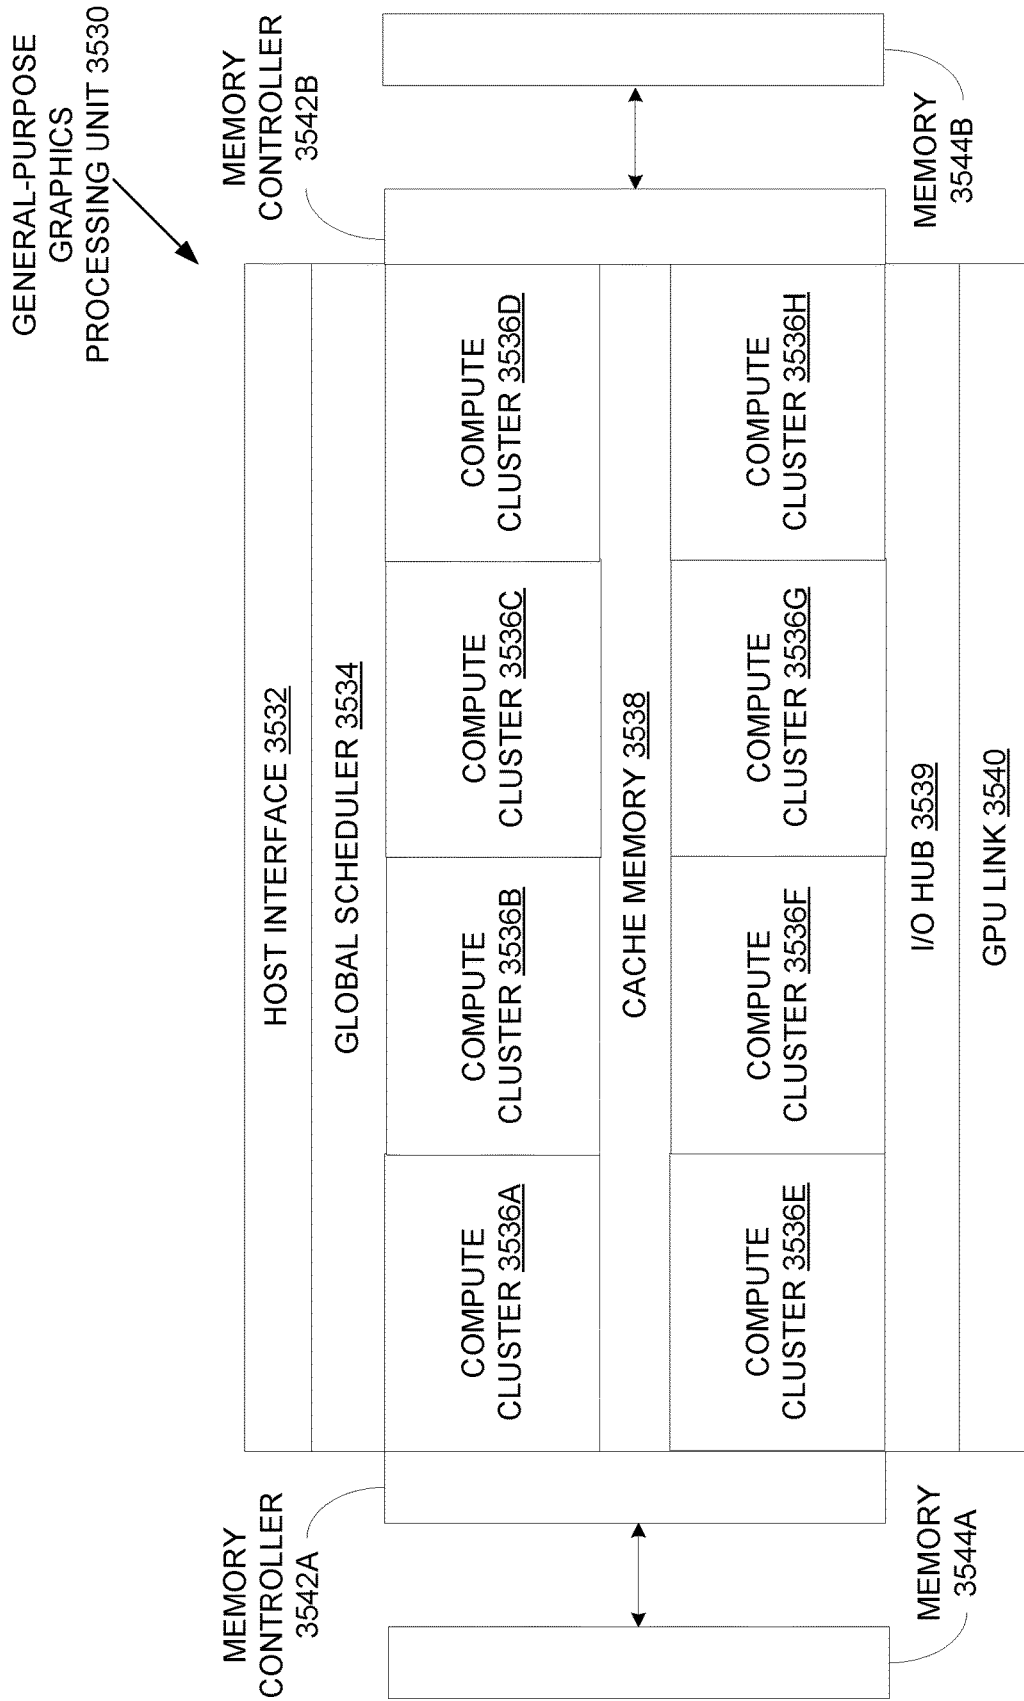 GENERAL-PURPOSE
GRAPHICS
PROCESSING UNIT 3530
MEMORY
CONTROLLER
3542A
MEMORY
CONTROLLER
3542B
HOST INTERFACE 3532
GLOBAL SCHEDULER 3534
COMPUTE
CLUSTER 3536A
COMPUTE
CLUSTER 3536B
COMPUTE
CLUSTER 3536C
COMPUTE
CLUSTER 3536D
CACHE MEMORY 3538
COMPUTE
CLUSTER 3536E
COMPUTE
CLUSTER 3536F
COMPUTE
CLUSTER 3536G
COMPUTE
CLUSTER 3536H
I/O HUB 3539
GPU LINK 3540
MEMORY
3544A
MEMORY
3544B